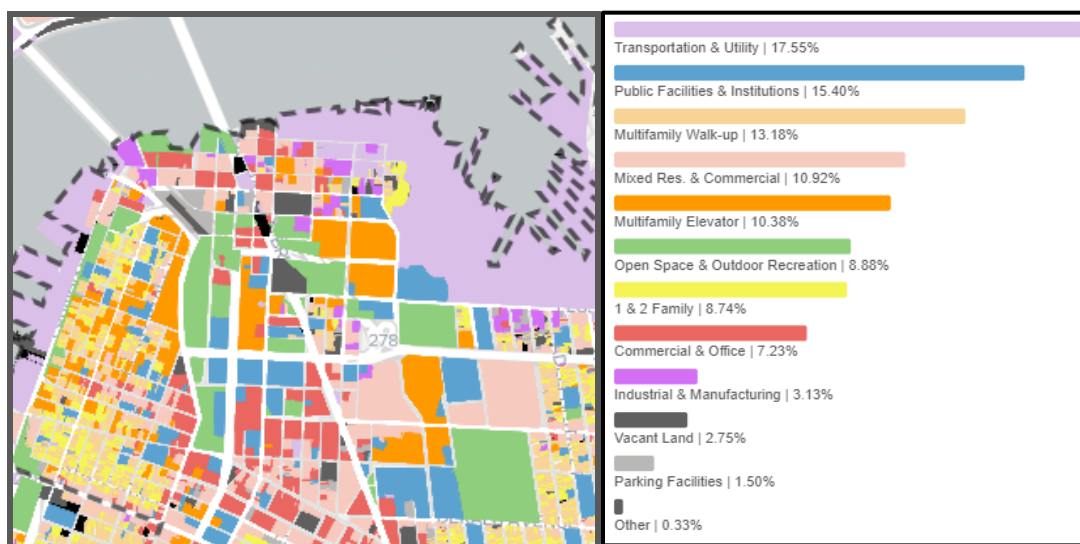 278
Transportation & Utility | 17.55%
Public Facilities & Institutions | 15.40%
Multifamily Walk-up | 13.18%
Mixed Res. & Commercial | 10.92%
Multifamily Elevator | 10.38%
Open Space & Outdoor Recreation | 8.88%
1 & 2 Family | 8.74%
Commercial & Office | 7.23%
Industrial & Manufacturing | 3.13%
Vacant Land | 2.75%
Parking Facilities | 1.50%
Other | 0.33%